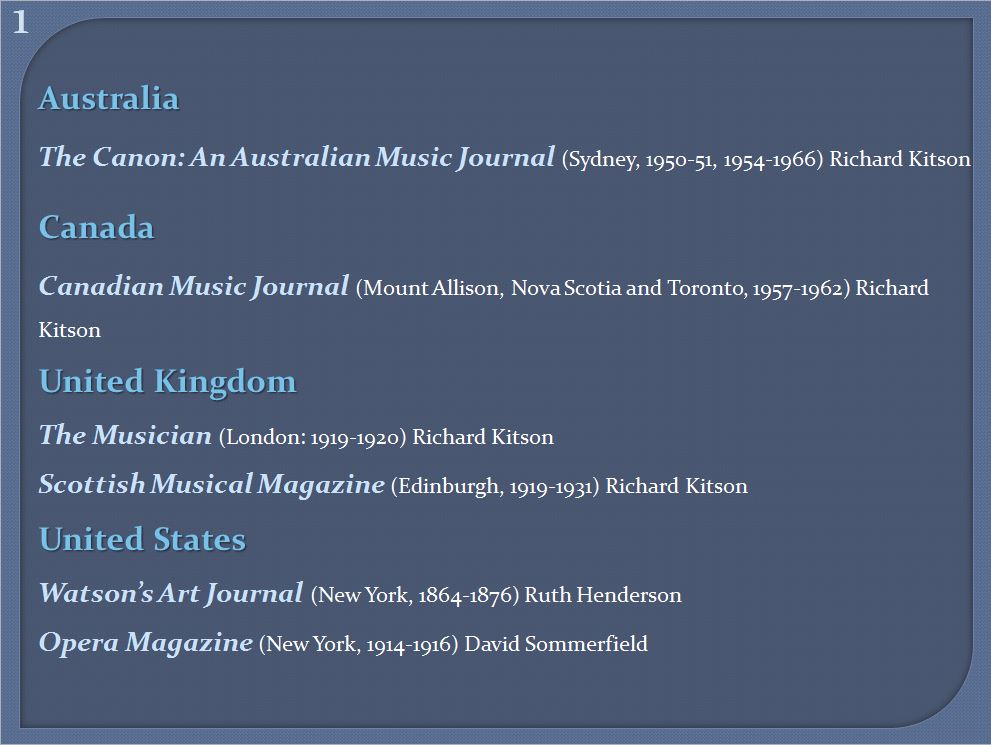 1
Australia
The Canon: An Australian Music Journal (Sydney, 1950-51, 1954-1966) Richard Kitson
Canada
Canadian Music Journal (Mount Allison, Nova Scotia and Toronto, 1957-1962) Richard
Kitson
United Kingdom
The Musician (London: 1919-1920) Richard Kitson
Scottish Musical Magazine (Edinburgh, 1919-1931) Richard Kitson
United States
Watson’s Art Journal (New York, 1864-1876) Ruth Henderson
Opera Magazine (New York, 1914-1916) David Sommerfield